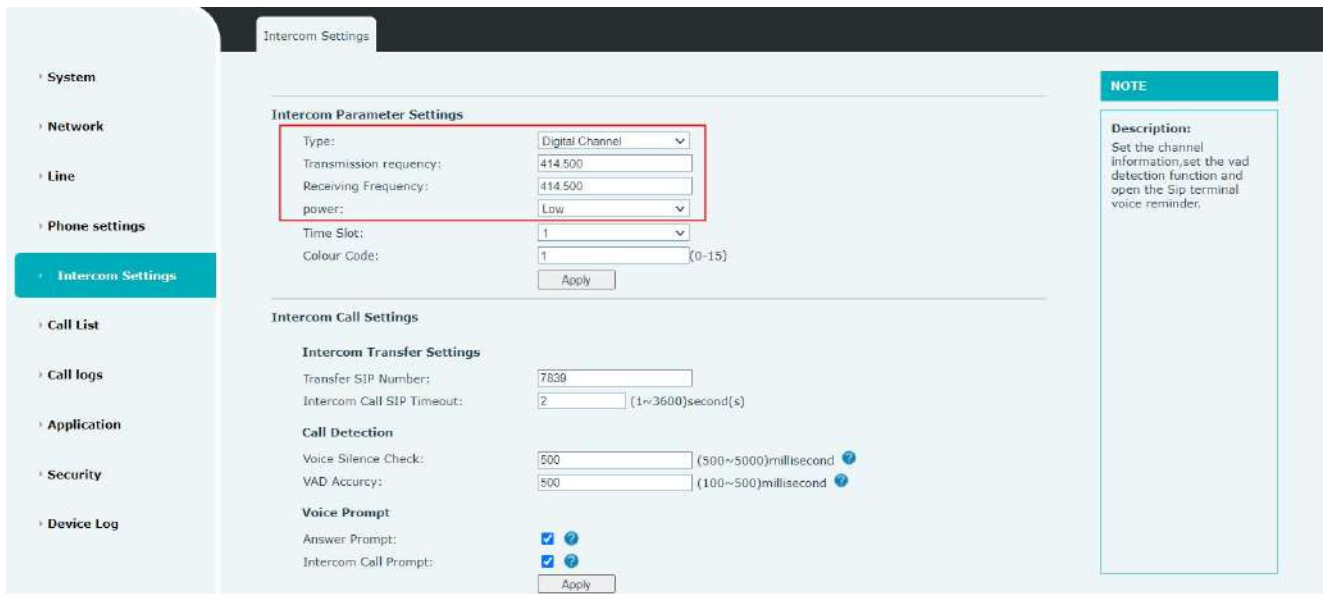 Intercom Settings
System
Network
Line
Phone settings
Intercom Settings
Call List
Call logs
Application
Security
Device Log
Intercom Parameter Settings
Type: Digital Channel
Transmission requency: 414.500
Receiving Frequency: 414.500
power: Low
Time Slot: 1
Colour Code: 1 (0-15)
Apply
Intercom Call Settings
Intercom Transfer Settings
Transfer SIP Number: 7839
Intercom Call SIP Timeout: 2 (1~3600)second(s)
Call Detection
Voice Silence Check: 500 (500~5000)millisecond ?
VAD Accurcy: 500 (100~500)millisecond ?
Voice Prompt
Answer Prompt: ?
Intercom Call Prompt: ?
Apply
NOTE
Description:
Set the channel
information,set the vad
detection function and
open the Sip terminal
voice reminder.